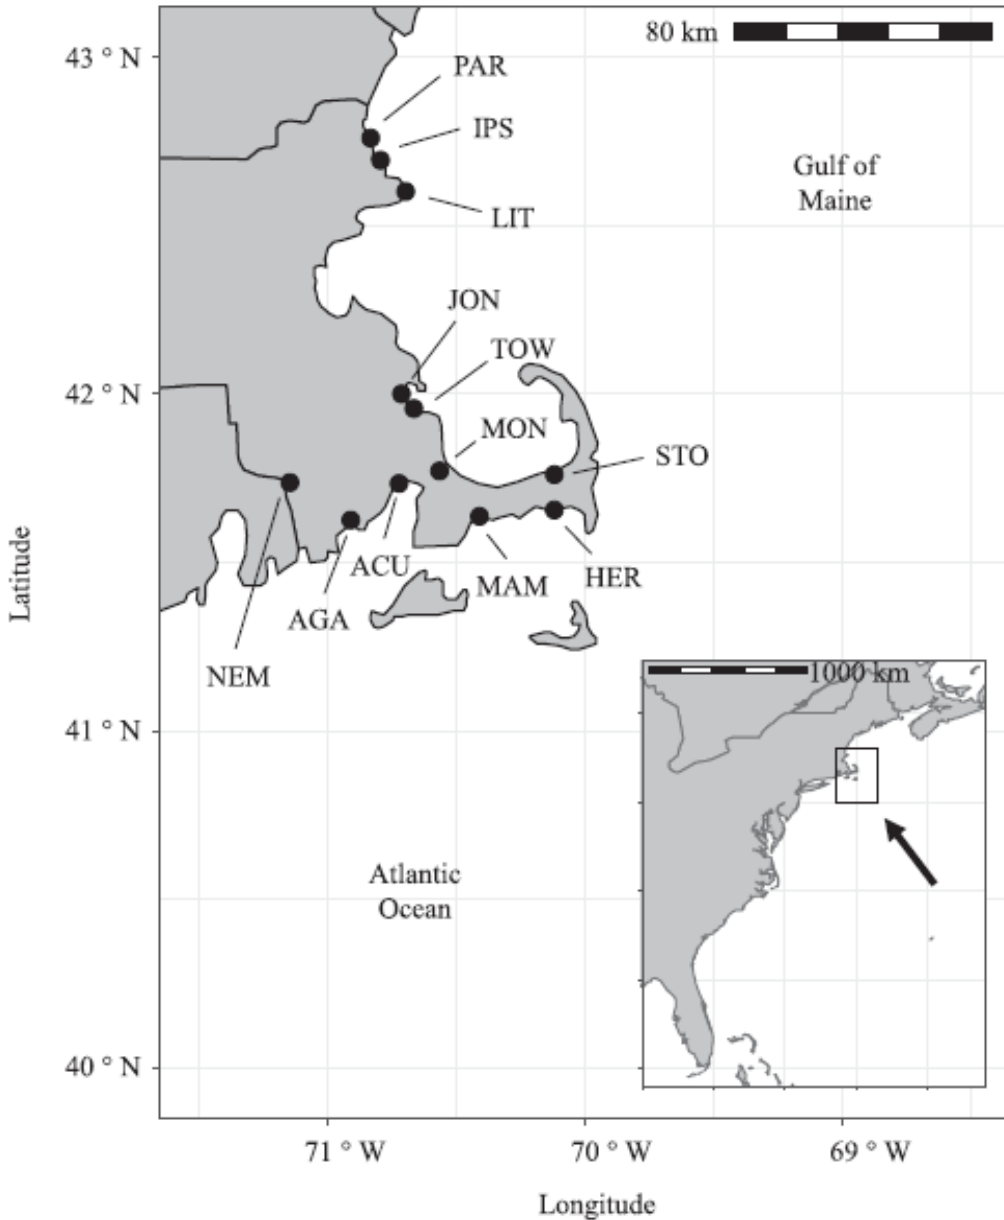 80 km
43 ° N
PAR
IPS
Gulf of
Maine
LIT
JON
TOW
42 ° N
MON
STO
ACU
MAM
HER
AGA
NEM
Latitude
1000 km
41 ° N
Atlantic
Ocean
40 ° N
71 ° W
70 ° W
69 ° W
Longitude